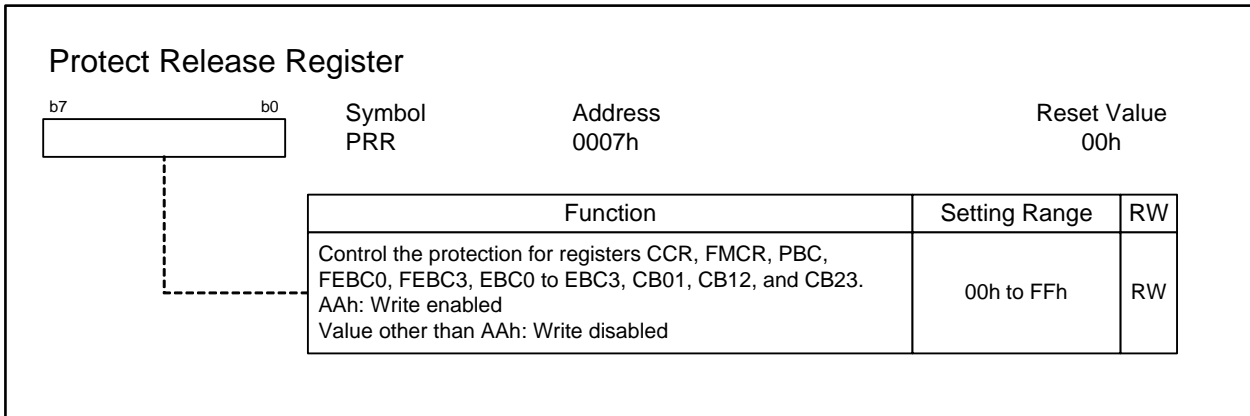 Protect Release Register
b7 b0 Symbol Address Reset Value
PRR 0007h 00h
Function Setting Range RW
Control the protection for registers CCR, FMCR, PBC,
FEBC0, FEBC3, EBC0 to EBC3, CB01, CB12, and CB23.
AAh: Write enabled
Value other than AAh: Write disabled
00h to FFh RW